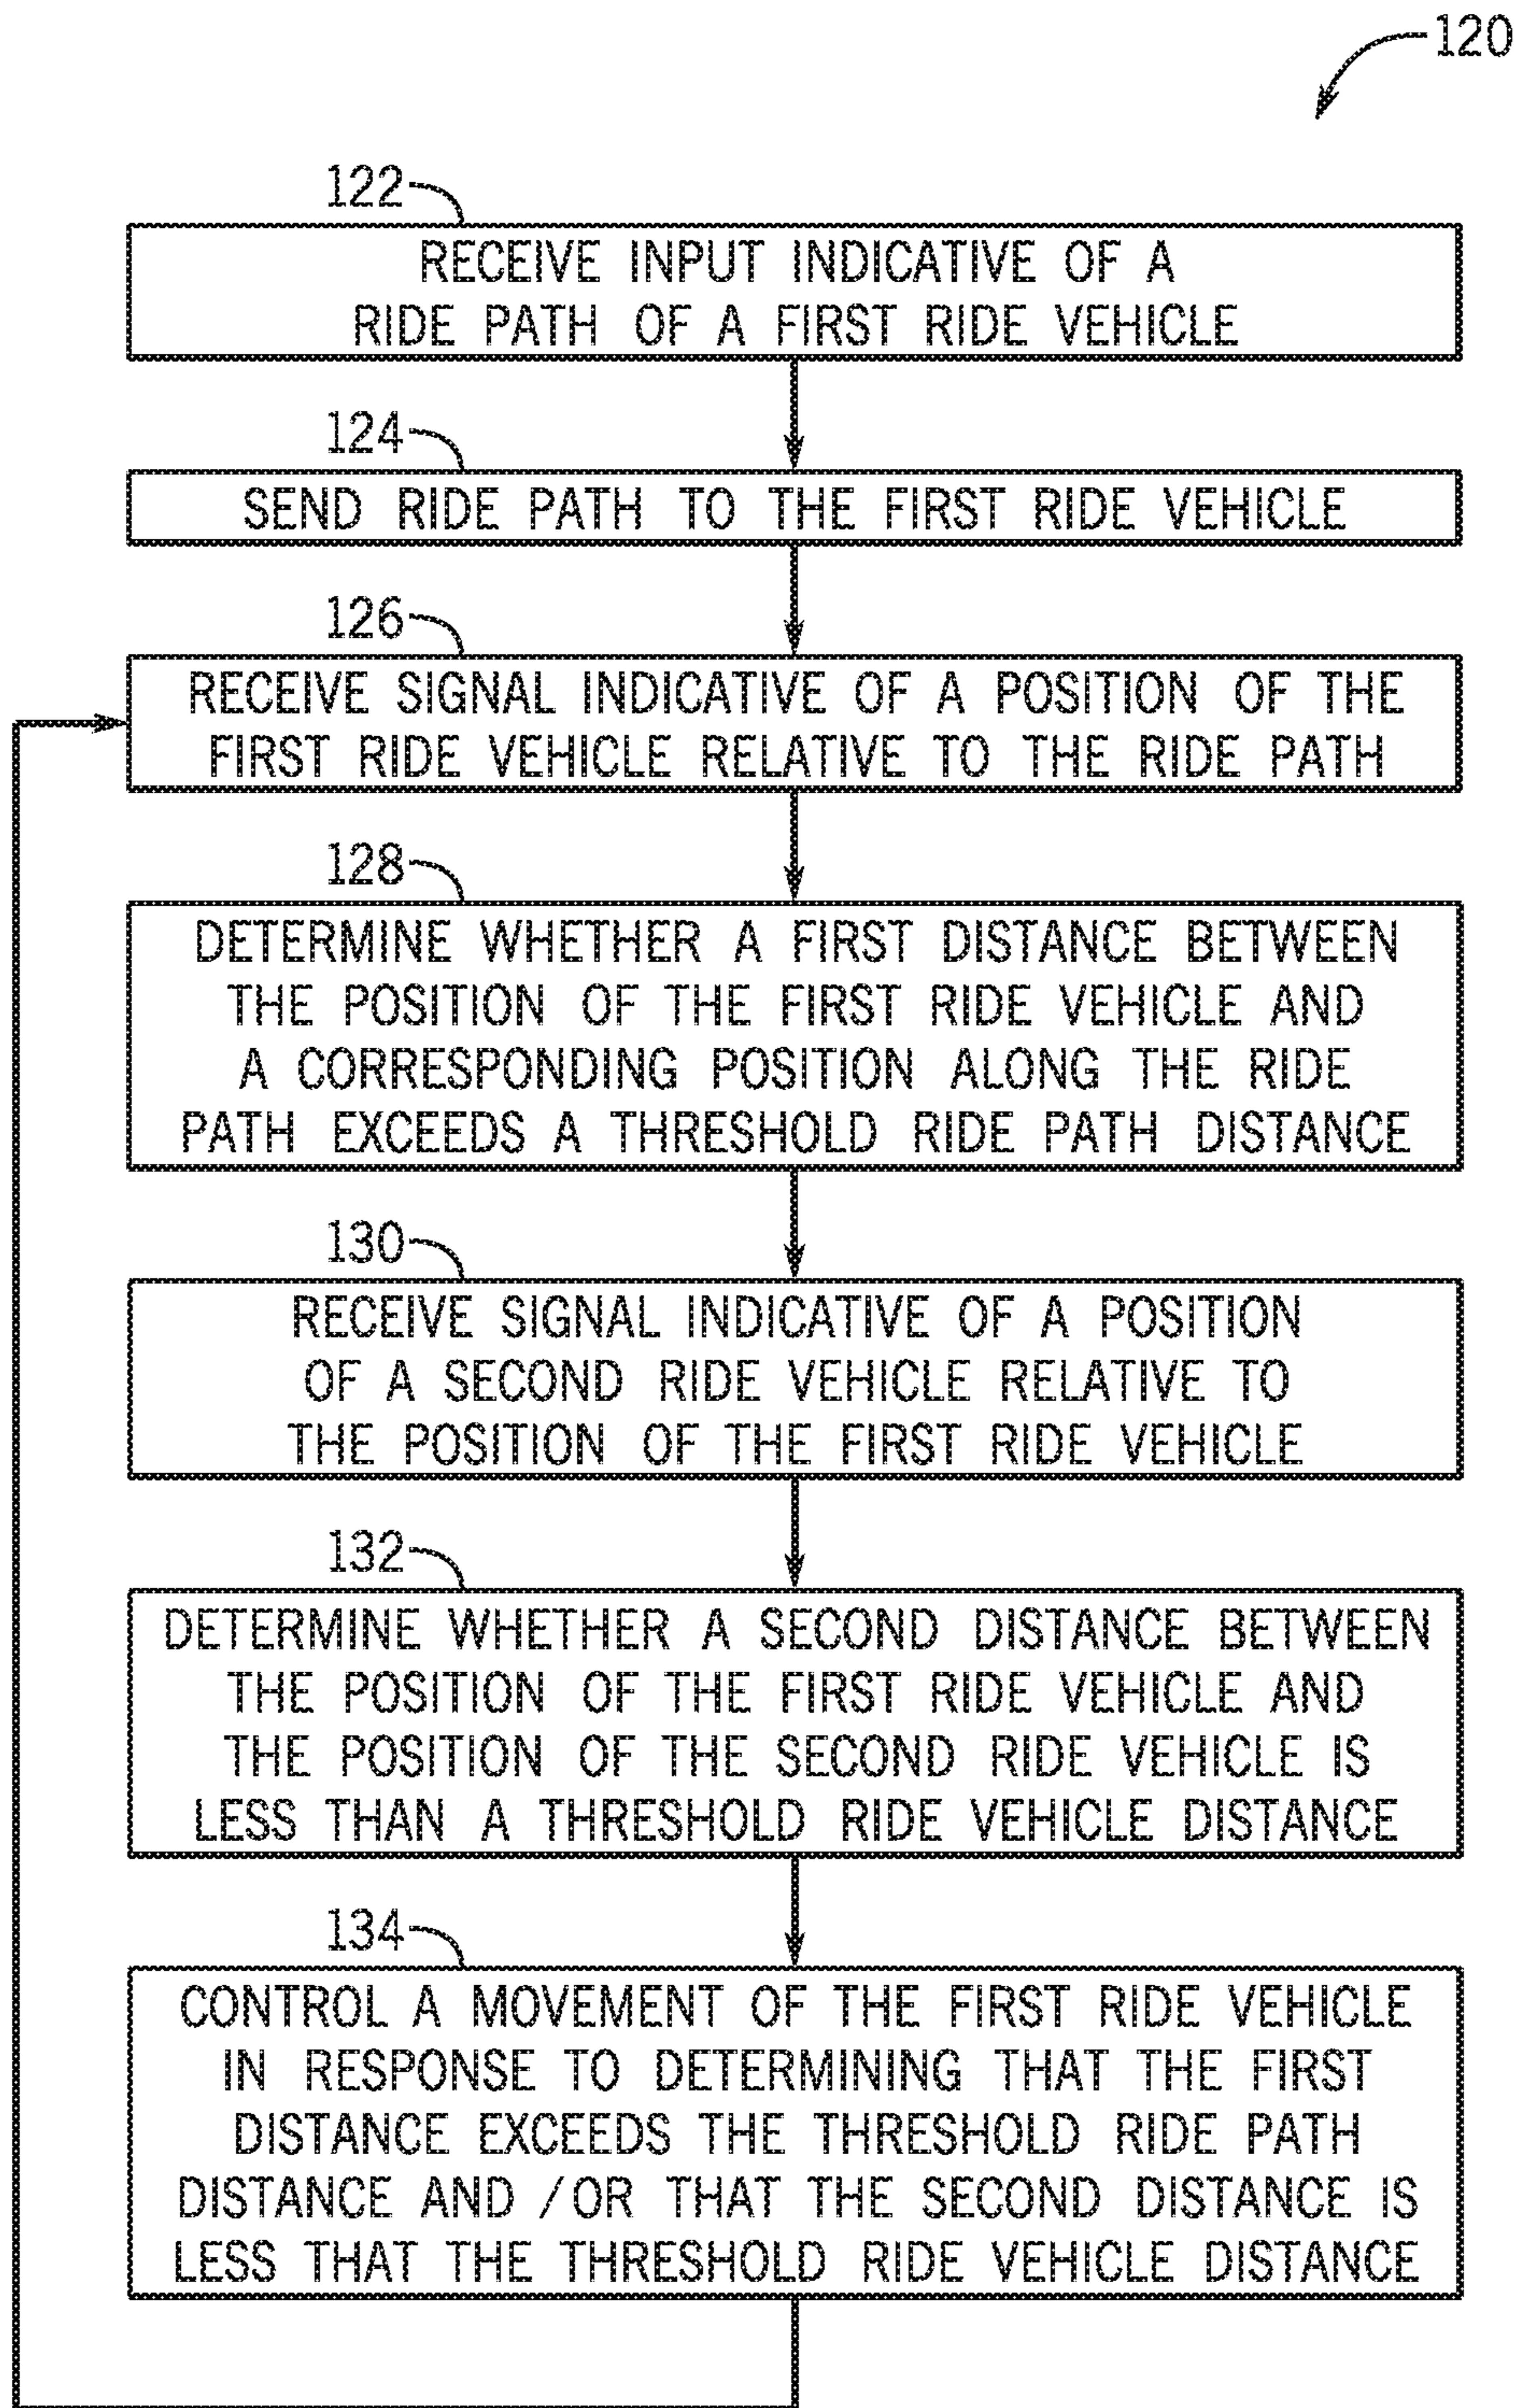 120
122
RECEIVE INPUT INDICATIVE OF A
RIDE PATH OF A FIRST RIDE VEHICLE
124
SEND RIDE PATH TO THE FIRST RIDE VEHICLE
126
RECEIVE SIGNAL INDICATIVE OF A POSITION OF THE
FIRST RIDE VEHICLE RELATIVE TO THE RIDE PATH
128
DETERMINE WHETHER A FIRST DISTANCE BETWEEN
THE POSITION OF THE FIRST RIDE VEHICLE AND
A CORRESPONDING POSITION ALONG THE RIDE
PATH EXCEEDS A THRESHOLD RIDE PATH DISTANCE
130
RECEIVE SIGNAL INDICATIVE OF A POSITION
OF A SECOND RIDE VEHICLE RELATIVE TO
THE POSITION OF THE FIRST RIDE VEHICLE
132
DETERMINE WHETHER A SECOND DISTANCE BETWEEN
THE POSITION OF THE FIRST RIDE VEHICLE AND
THE POSITION OF THE SECOND RIDE VEHICLE IS
LESS THAN A THRESHOLD RIDE VEHICLE DISTANCE
134
CONTROL A MOVEMENT OF THE FIRST RIDE VEHICLE
IN RESPONSE TO DETERMINING THAT THE FIRST
DISTANCE EXCEEDS THE THRESHOLD RIDE PATH
DISTANCE AND /OR THAT THE SECOND DISTANCE IS
LESS THAT THE THRESHOLD RIDE VEHICLE DISTANCE